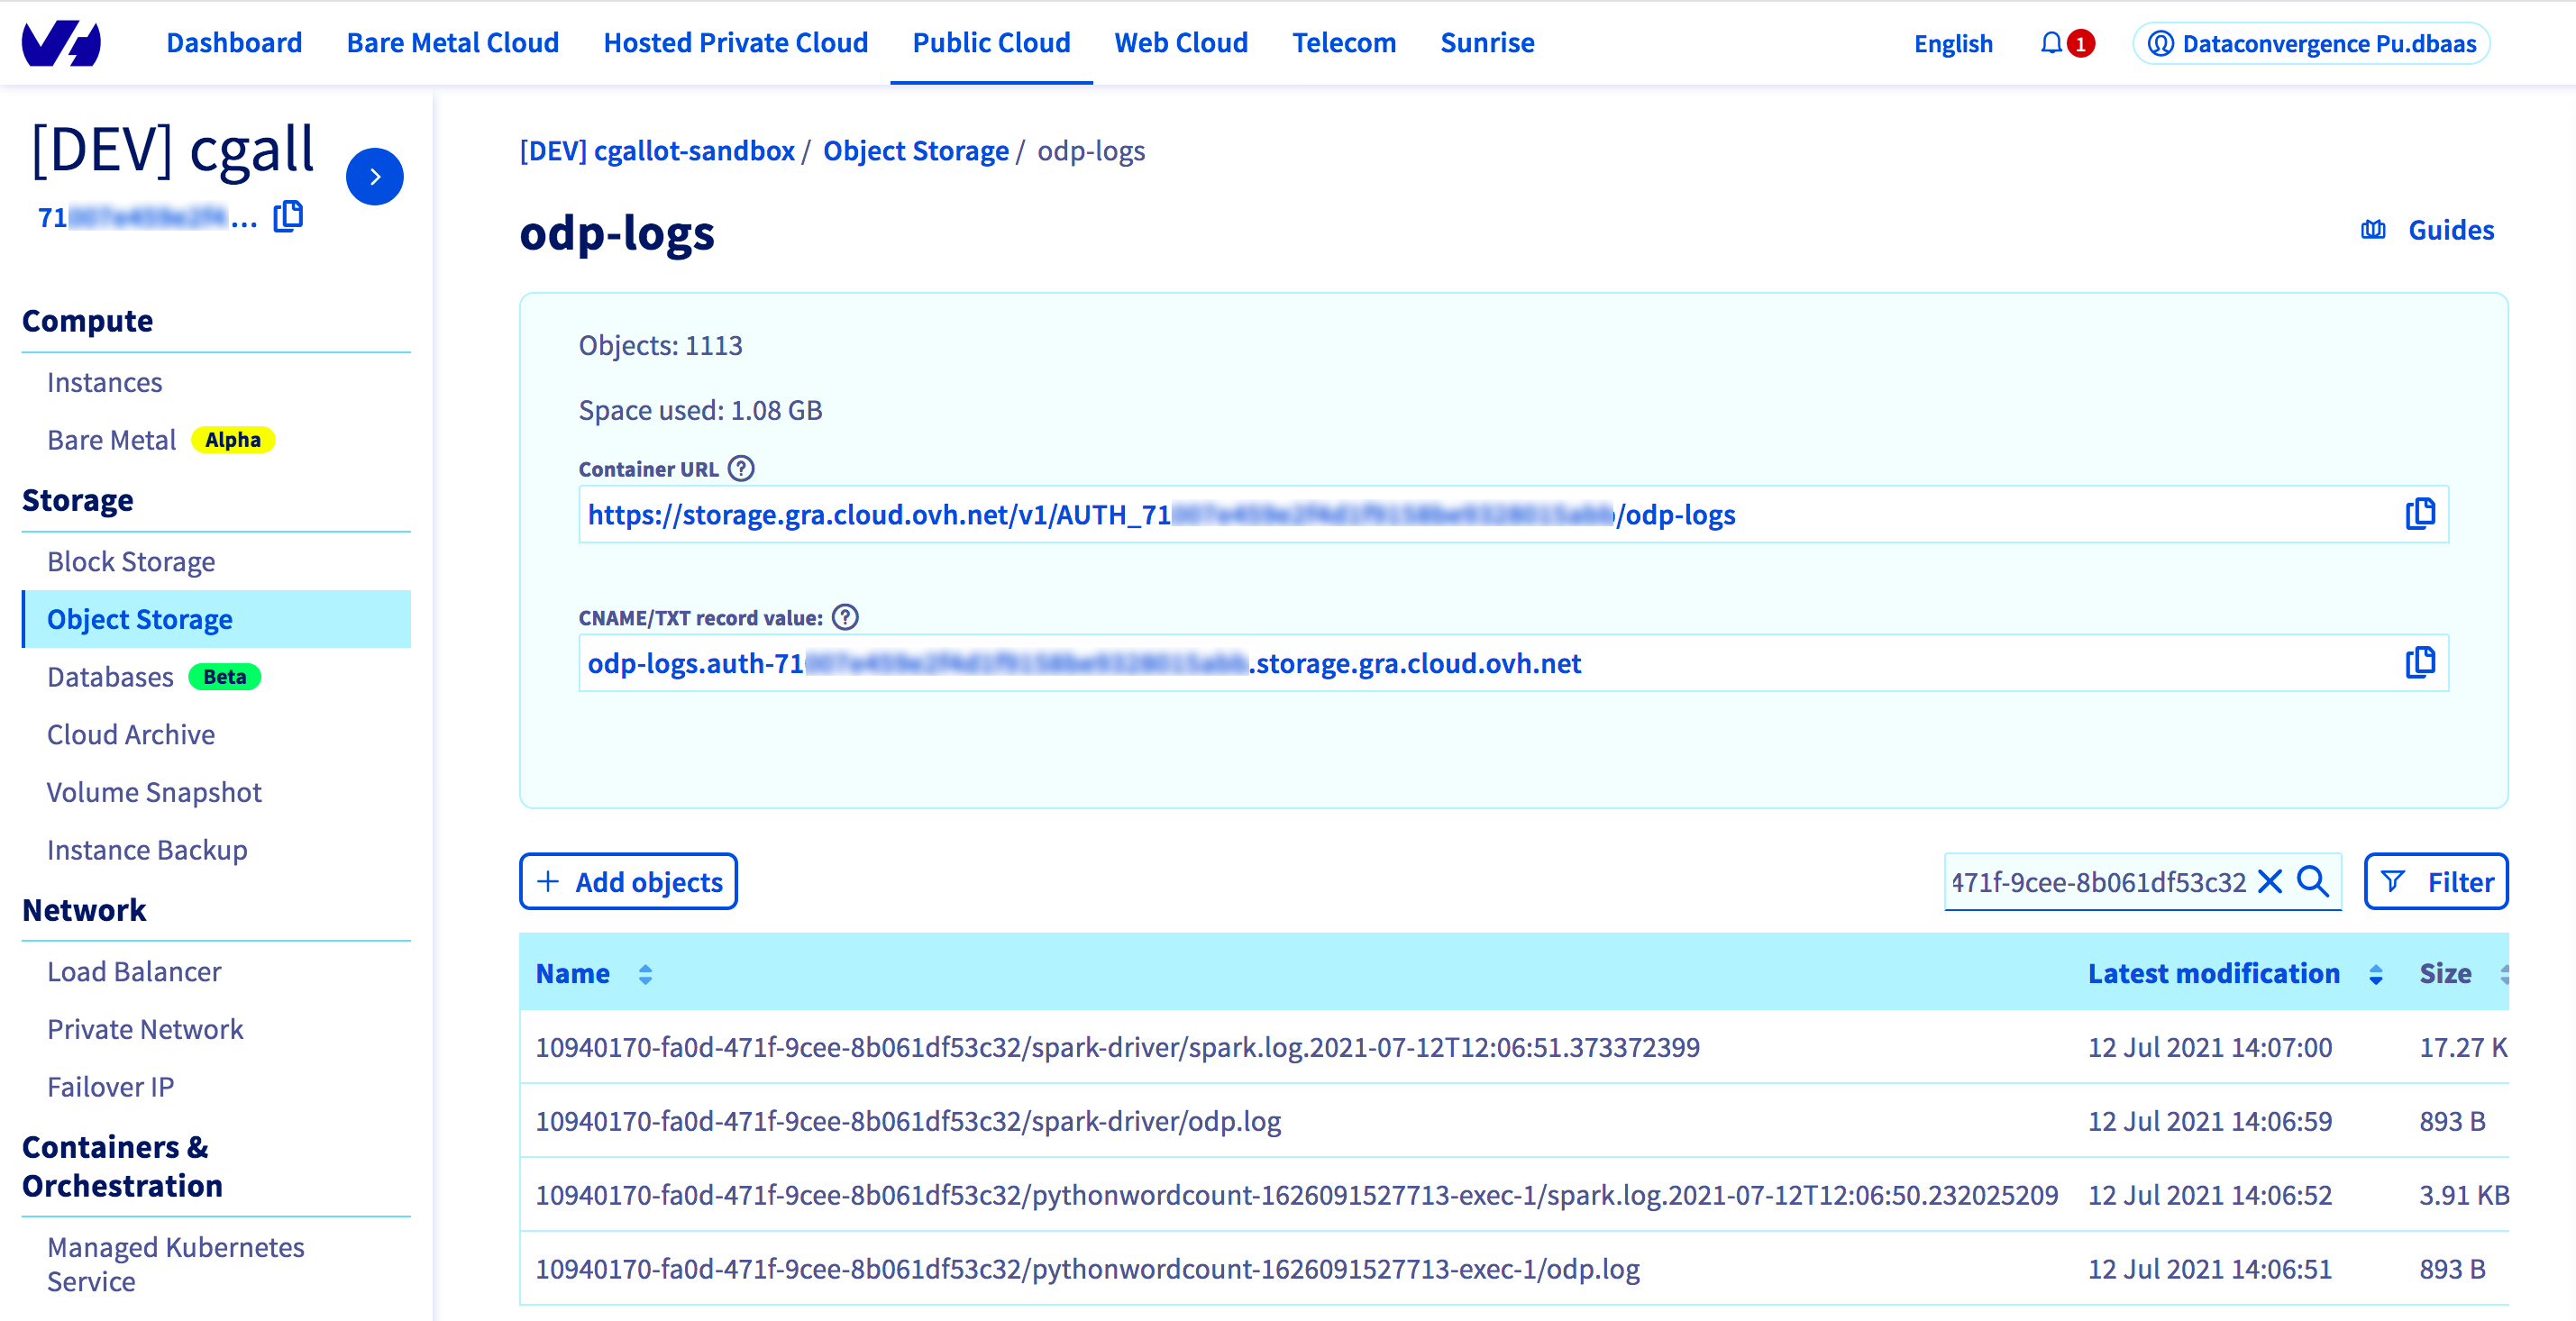 Dashboard Bare Metal Cloud Hosted Private Cloud Public Cloud Web Cloud Telecom Sunrise English 1 Dataconvergence Pu.dbaas
[DEV] cgall
71 ...
Compute
Instances
Bare Metal Alpha
Storage
Block Storage
Object Storage
Databases Beta
Cloud Archive
Volume Snapshot
Instance Backup
Network
Load Balancer
Private Network
Failover IP
Containers &
Orchestration
Managed Kubernetes
Service
[DEV] cgallot-sandbox / Object Storage / odp-logs
odp-logs
Guides
Objects: 1113
Space used: 1.08 GB
Container URL ?
https://storage.gra.cloud.ovh.net/v1/AUTH_71 /odp-logs
CNAME/TXT record value: ?
odp-logs.auth-71 .storage.gra.cloud.ovh.net
+ Add objects
471f-9cee-8b061df53c32
Filter
Name Latest modification Size
10940170-fa0d-471f-9cee-8b061df53c32/spark-driver/spark.log.2021-07-12T12:06:51.373372399 12 Jul 2021 14:07:00 17.27 K
10940170-fa0d-471f-9cee-8b061df53c32/spark-driver/odp.log 12 Jul 2021 14:06:59 893 B
10940170-fa0d-471f-9cee-8b061df53c32/pythonwordcount-1626091527713-exec-1/spark.log.2021-07-12T12:06:50.232025209 12 Jul 2021 14:06:52 3.91 KB
10940170-fa0d-471f-9cee-8b061df53c32/pythonwordcount-1626091527713-exec-1/odp.log 12 Jul 2021 14:06:51 893 B